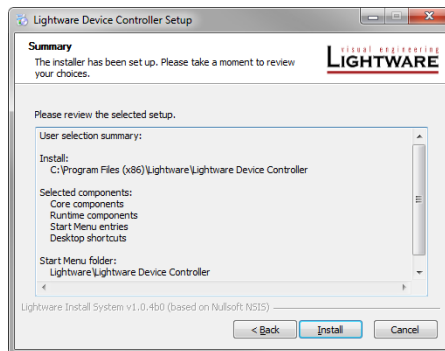 Lightware Device Controller Setup
Summary
The installer has been set up. Please take a moment to review
your choices.
visual engineering
LIGHTWARE
Please review the selected setup.
User selection summary:
Install:
C:\Program Files (x86)\Lightware\Lightware Device Controller
Selected components:
Core components
Runtime components
Start Menu entries
Desktop shortcuts
Start Menu folder:
Lightware\Lightware Device Controller
Lightware Install System v1.0.4b0 (based on Nullsoft NSIS)
< Back
Install
Cancel